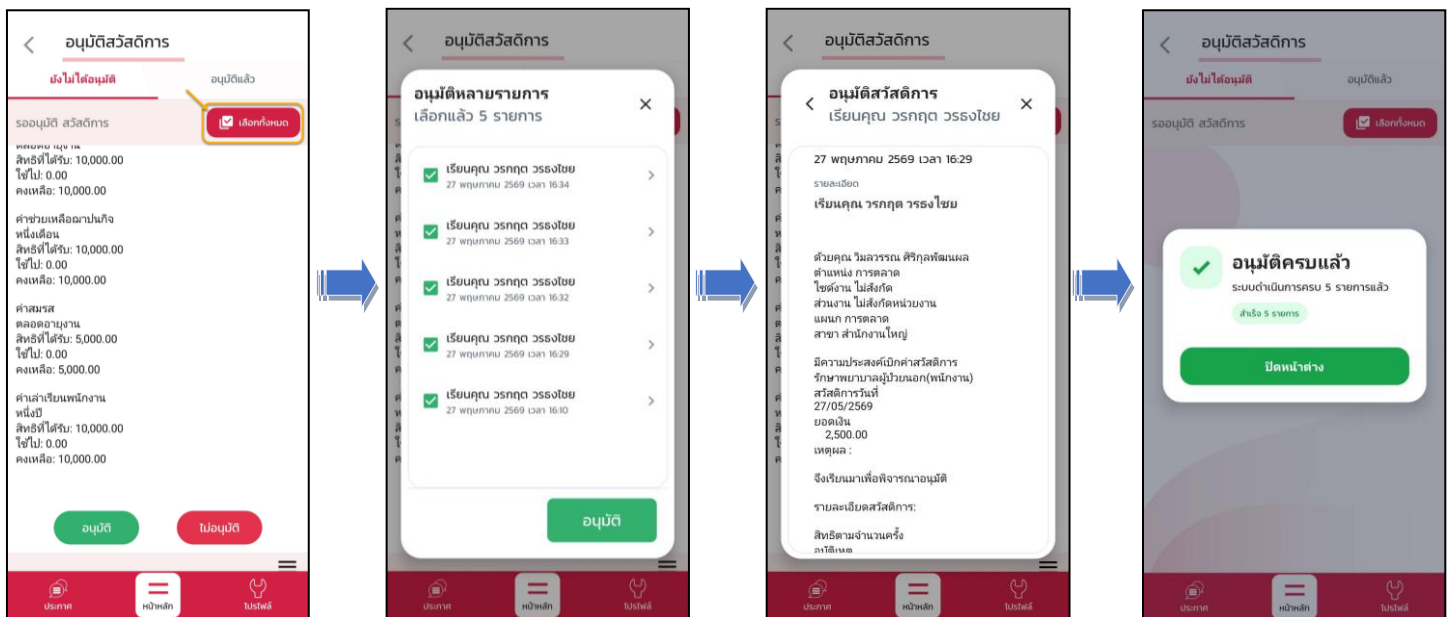 อนุมัติสวัสดิการ
ยังไม่ได้อนุมัติ
อนุมัติแล้ว
รออนุมัติ สวัสดิการ
เลือกทั้งหมด
ตลอดอายุงาน
สิทธิที่ได้รับ: 10,000.00
ใช้ไป: 0.00
คงเหลือ: 10,000.00
ค่าช่วยเหลือฌาปนกิจ
หนึ่งเดือน
สิทธิที่ได้รับ: 10,000.00
ใช้ไป: 0.00
คงเหลือ: 10,000.00
ค่าสมรส
ตลอดอายุงาน
สิทธิที่ได้รับ: 5,000.00
ใช้ไป: 0.00
คงเหลือ: 5,000.00
ค่าเล่าเรียนพนักงาน
หนึ่งปี
สิทธิที่ได้รับ: 10,000.00
ใช้ไป: 0.00
คงเหลือ: 10,000.00
อนุมัติ
ไม่อนุมัติ
ประกาศ
หน้าหลัก
โปรไฟล์
อนุมัติสวัสดิการ
อนุมัติหลายรายการ
เลือกแล้ว 5 รายการ
เรียนคุณ วรกฤต วรธงไชย
27 พฤษภาคม 2569 เวลา 16:34
เรียนคุณ วรกฤต วรธงไชย
27 พฤษภาคม 2569 เวลา 16:33
เรียนคุณ วรกฤต วรธงไชย
27 พฤษภาคม 2569 เวลา 16:32
เรียนคุณ วรกฤต วรธงไชย
27 พฤษภาคม 2569 เวลา 16:29
เรียนคุณ วรกฤต วรธงไชย
27 พฤษภาคม 2569 เวลา 16:10
อนุมัติ
ประกาศ
หน้าหลัก
โปรไฟล์
อนุมัติสวัสดิการ
อนุมัติสวัสดิการ
เรียนคุณ วรกฤต วรธงไชย
27 พฤษภาคม 2569 เวลา 16:29
รายละเอียด
เรียนคุณ วรกฤต วรธงไชย
ด้วยคุณ วิมลวรรณ ศิริกุลพัฒนผล
ตำแหน่ง การตลาด
ไซต์งาน ไม่สังกัด
ส่วนงาน ไม่สังกัดหน่วยงาน
แผนก การตลาด
สาขา สำนักงานใหญ่
มีความประสงค์เบิกค่าสวัสดิการ
รักษาพยาบาลผู้ป่วยนอก(พนักงาน)
สวัสดิการวันที่
27/05/2569
ยอดเงิน
2,500.00
เหตุผล :
จึงเรียนมาเพื่อพิจารณาอนุมัติ
รายละเอียดสวัสดิการ:
สิทธิตามจำนวนครั้ง
อุบัติเหตุ
ประกาศ
หน้าหลัก
โปรไฟล์
อนุมัติสวัสดิการ
ยังไม่ได้อนุมัติ
อนุมัติแล้ว
รออนุมัติ สวัสดิการ
เลือกทั้งหมด
อนุมัติครบแล้ว
ระบบดำเนินการครบ 5 รายการแล้ว
สำเร็จ 5 รายการ
ปิดหน้าต่าง
ประกาศ
หน้าหลัก
โปรไฟล์